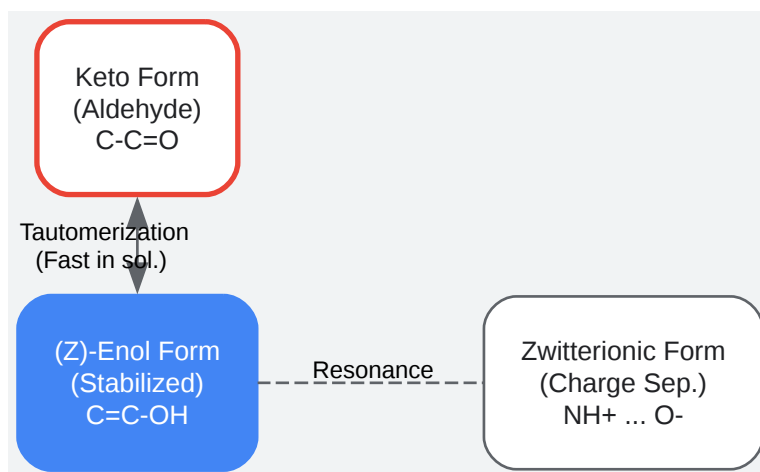 Keto Form
(Aldehyde)
C-C=O
Tautomerization
(Fast in sol.)
(Z)-Enol Form
(Stabilized)
C=C-OH
Resonance
Zwitterionic Form
(Charge Sep.)
NH+ ... O-